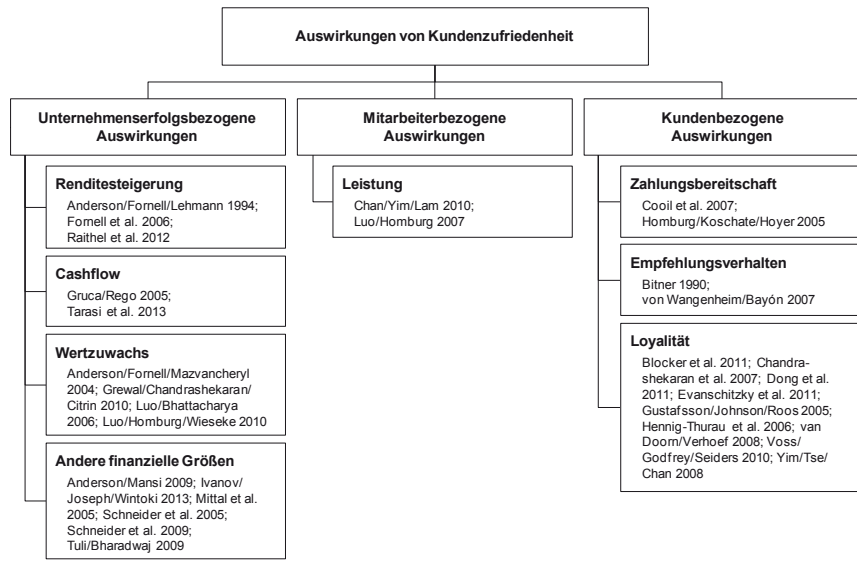 Auswirkungen von Kundenzufriedenheit
Unternehmenserfolgsbezogene
Auswirkungen
Renditesteigerung
Anderson/Fornell/Lehmann 1994;
Fornell et al. 2006;
Raithel et al. 2012
Cashflow
Gruca/Rego 2005;
Tarasi et al. 2013
Wertzuwachs
Anderson/Fornell/Mazvancheryl
2004; Grewal/Chandrashekaran/
Citrin 2010; Luo/Bhattacharya
2006; Luo/Homburg/Wieseke 2010
Andere finanzielle Größen
Anderson/Mansi 2009; Ivanov/
Joseph/Wintoki 2013; Mittal et al.
2005; Schneider et al. 2005;
Schneider et al. 2009;
Tuli/Bharadwaj 2009
Mitarbeiterbezogene
Auswirkungen
Leistung
Chan/Yim/Lam 2010;
Luo/Homburg 2007
Kundenbezogene
Auswirkungen
Zahlungsbereitschaft
Cooil et al. 2007;
Homburg/Koschate/Hoyer 2005
Empfehlungsverhalten
Bitner 1990;
von Wangenheim/Bayón 2007
Loyalität
Blocker et al. 2011; Chandra-
shekaran et al. 2007; Dong et al.
2011; Evanschitzky et al. 2011;
Gustafsson/Johnson/Roos 2005;
Hennig-Thurau et al. 2006; van
Doorn/Verhoef 2008; Voss/
Godfrey/Seiders 2010; Yim/Tse/
Chan 2008